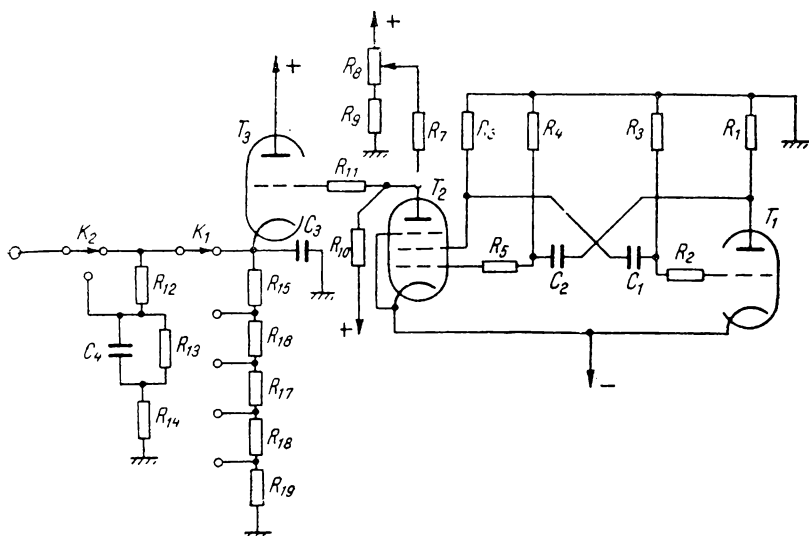 +
+
R8
R9
R7
T3
R11
T2
R4
R3
R1
T1
K2
K1
C3
R10
R5
C2
C1
R2
R12
R15
C4
R13
R18
+
−
R14
R17
R18
R19